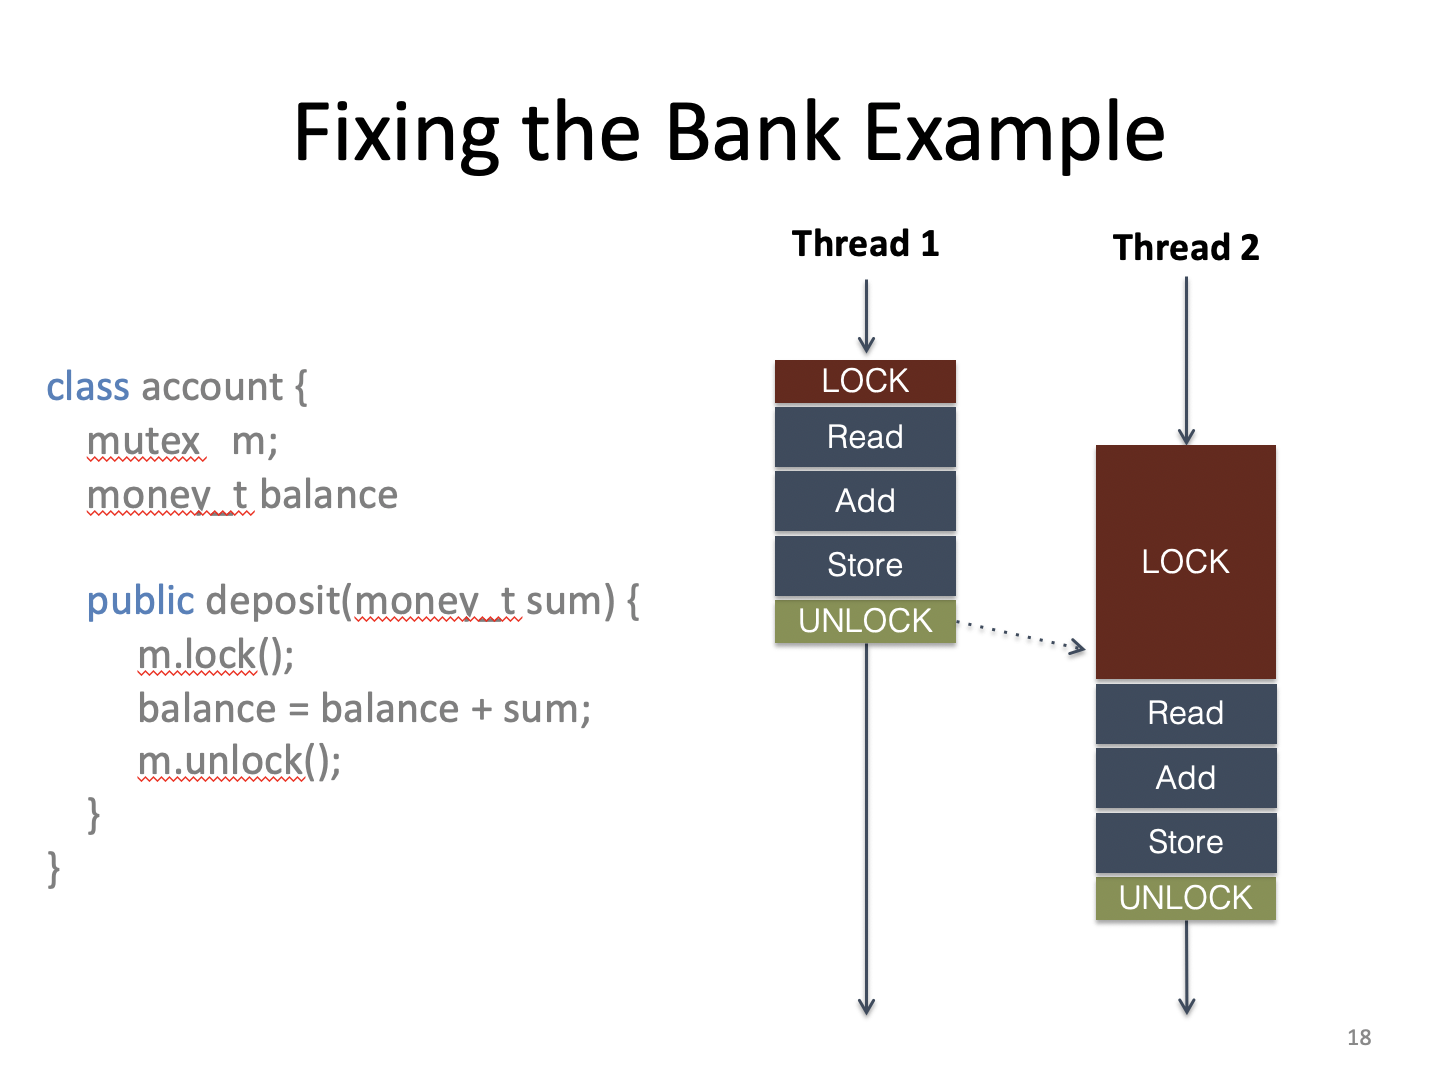 Fixing the Bank Example
class account {
mutex m;
money_t balance
public deposit(money_t sum) {
m.lock();
balance = balance + sum;
m.unlock();
}
}
Thread 1
LOCK
Read
Add
Store
UNLOCK
Thread 2
LOCK
Read
Add
Store
UNLOCK
18